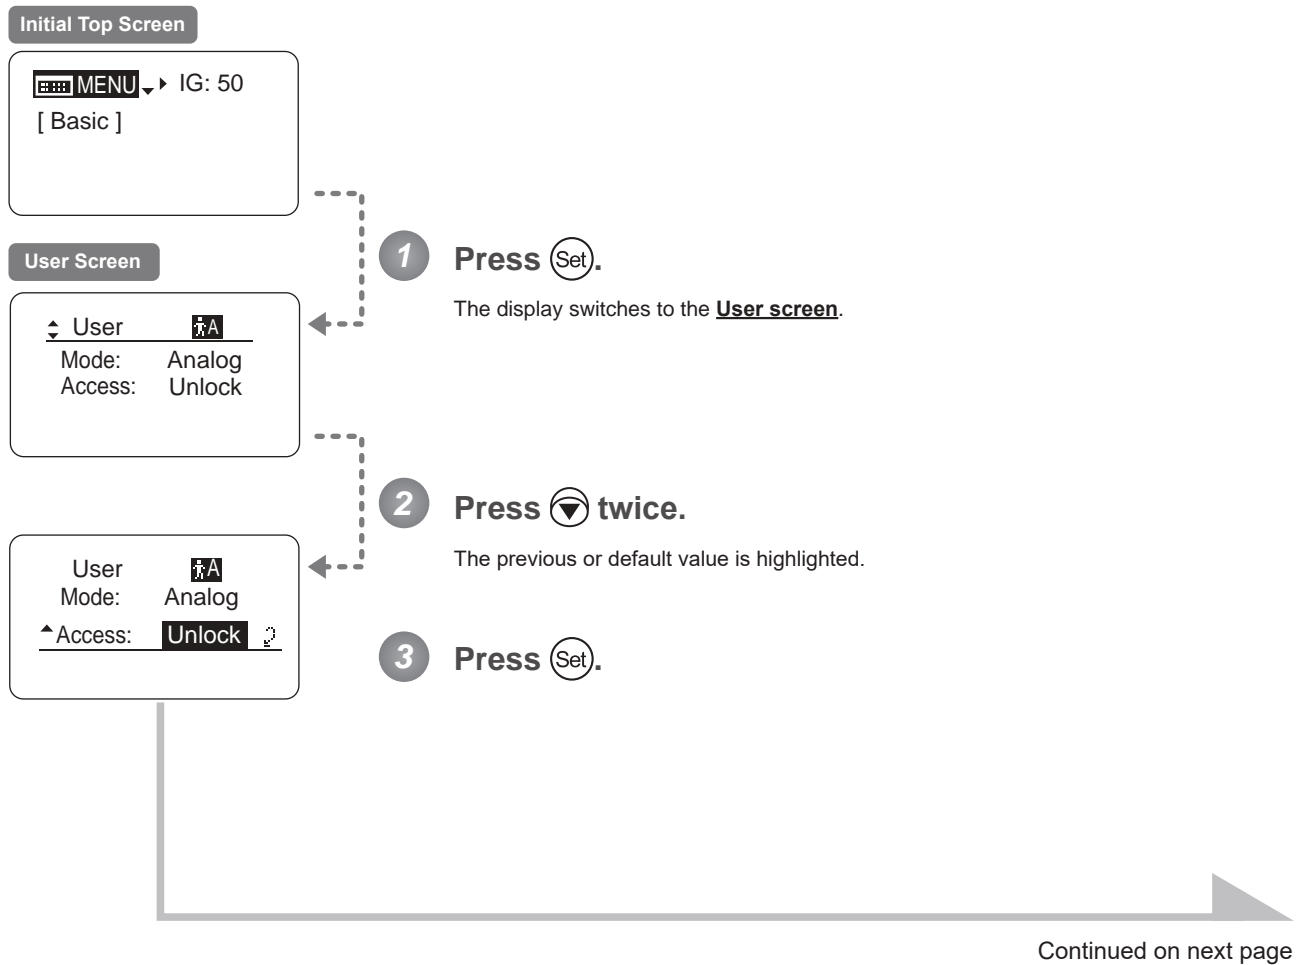 Initial Top Screen
MENU IG: 50
[ Basic ]
User Screen
1 Press Set.
The display switches to the User screen.
User A
Mode: Analog
Access: Unlock
2 Press twice.
The previous or default value is highlighted.
User A
Mode: Analog
Access: Unlock
3 Press Set.
Continued on next page